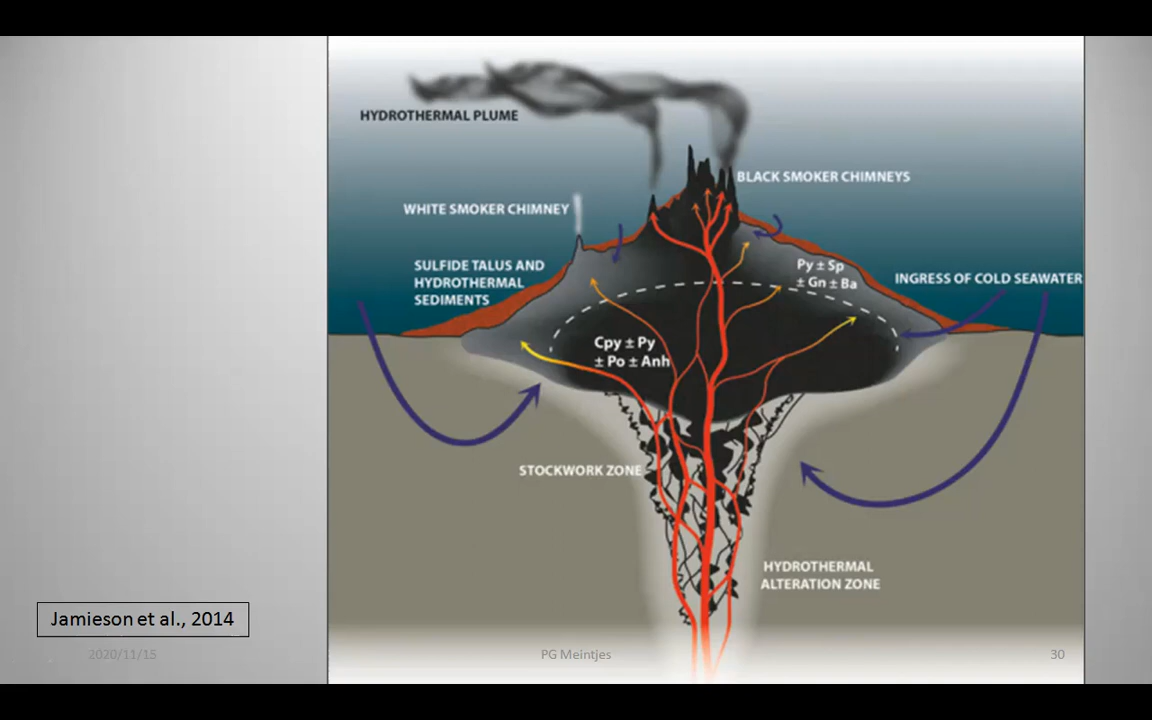 HYDROTHERMAL PLUME
BLACK SMOKER CHIMNEYS
WHITE SMOKER CHIMNEY
SULFIDE TALUS AND
HYDROTHERMAL
SEDIMENTS
Py ± Sp
± Gn ± Ba
INGRESS OF COLD SEAWATER
Cpy ± Py
± Po ± Anh
STOCKWORK ZONE
HYDROTHERMAL
ALTERATION ZONE
Jamieson et al., 2014
2020/11/15
PG Meintjes
30